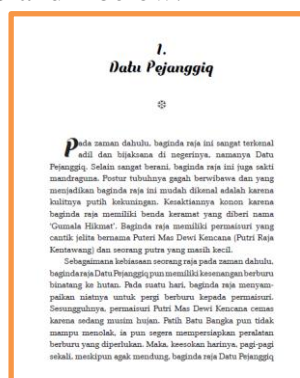 1.
Datu Pejanggiq
Pada zaman dahulu, baginda raja ini sangat terkenal
adil dan bijaksana di negerinya, namanya Datu
Pejanggiq. Selain sangat berani, baginda raja ini juga sakti
mandraguna. Postur tubuhnya gagah berwibawa dan yang
menjadikan baginda raja ini mudah dikenal adalah karena
kulitnya putih kekuningan. Kesaktiannya konon karena
baginda raja memiliki benda keramat yang diberi nama
‘Gumala Hikmat’. Baginda raja memiliki permaisuri yang
cantik jelita bernama Puteri Mas Dewi Kencana (Putri Raja
Kentawang) dan seorang putra yang masih kecil.
Sebagaimana kebiasaan seorang raja pada zaman dahulu,
baginda raja Datu Pejanggiq pun memiliki kesenangan berburu
binatang ke hutan. Pada suatu hari, baginda raja menyam-
paikan niatnya untuk pergi berburu kepada permaisuri.
Sesungguhnya, permaisuri Putri Mas Dewi Kencana cemas
karena sedang musim hujan. Patih Batu Bangka pun tidak
mampu menolak, ia pun segera mempersiapkan peralatan
berburu yang diperlukan. Maka, keesokan harinya, pagi-pagi
sekali, meskipun agak mendung, baginda raja Datu Pejanggiq